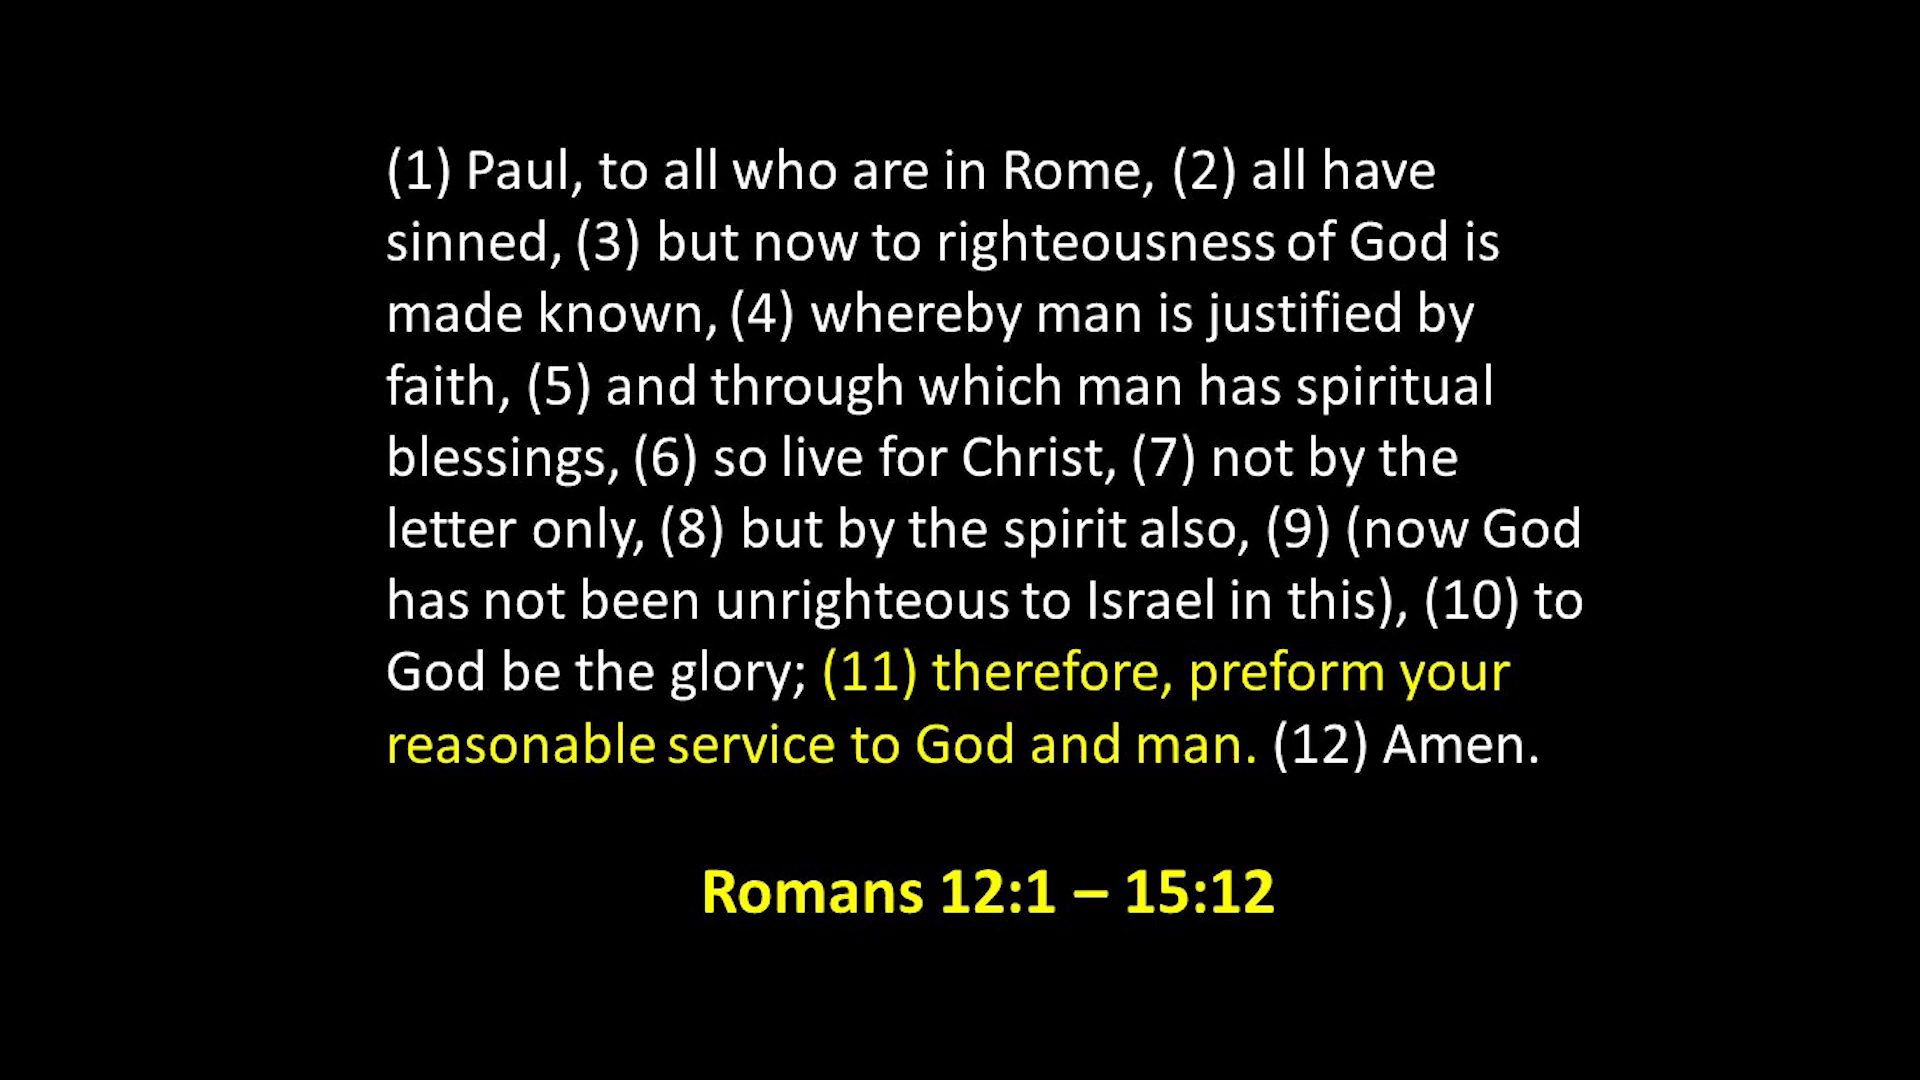 (1) Paul, to all who are in Rome, (2) all have
sinned, (3) but now to righteousness of God is
made known, (4) whereby man is justified by
faith, (5) and through which man has spiritual
blessings, (6) so live for Christ, (7) not by the
letter only, (8) but by the spirit also, (9) (now God
has not been unrighteous to Israel in this), (10) to
God be the glory; (11) therefore, preform your
reasonable service to God and man. (12) Amen.
Romans 12:1 – 15:12